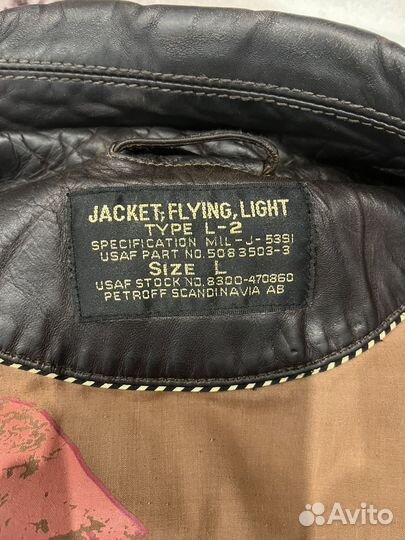 JACKET, FLYING, LIGHT
TYPE L-2
SPECIFICATION MIL-J-5391
USAF PART NO.5083503-3
SIZE L
USAF STOCK NO.8300-470860
PETROFF SCANDINAVIA AB
Avito